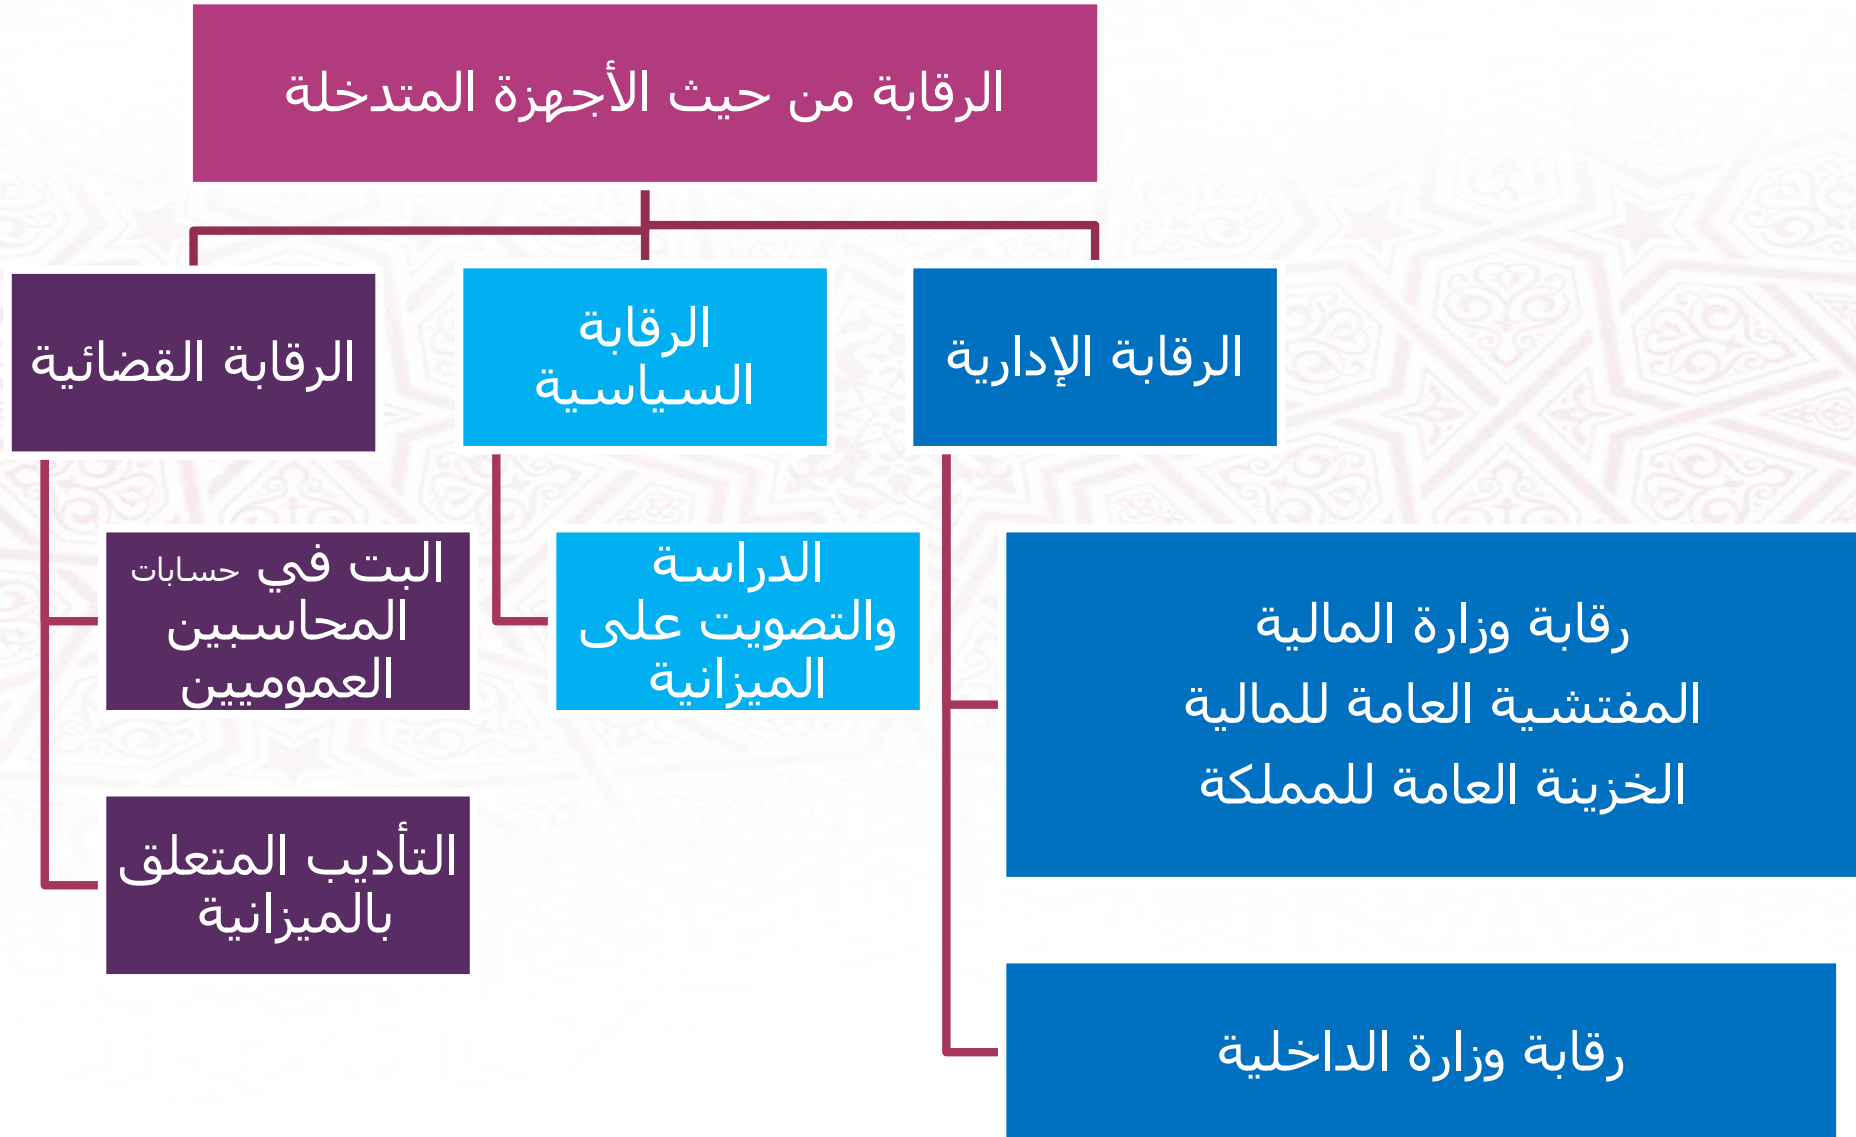 الرقابة من حيث الأجهزة المتدخلة
الرقابة الإدارية
رقابة وزارة المالية
المفتشية العامة للمالية
الخزينة العامة للمملكة
رقابة وزارة الداخلية
الرقابة
السياسية
الدراسة
والتصويت على
الميزانية
الرقابة القضائية
البت في حسابات
المحاسبين
العموميين
التأديب المتعلق
بالميزانية